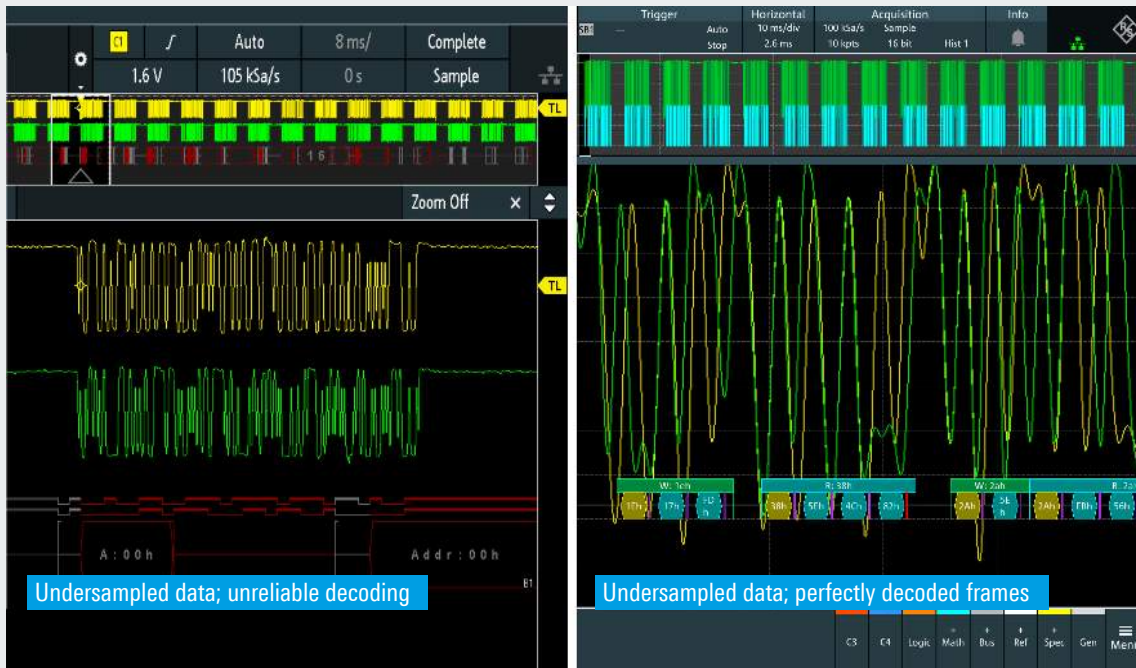 C1 Auto 8 ms/ Complete
1.6 V 105 kSa/s 0 s Sample
TL
16
Zoom Off ×
TL
A:00h Addr:00h
B1
Undersampled data; unreliable decoding
Trigger Horizontal Acquisition Info
Auto 10 ms/div 100 kSa/s Sample
Stop 2.6 ms 10 kpts 16 bit Hist 1
R&S
R: 38h W: 2ah
17h FDh 38h 5Eh 4Ch 82h 2Ah 5Eh 2Ah EBh 56h
Undersampled data; perfectly decoded frames
C3 C4 Logic Math Bus Ref Spec Gen Menu